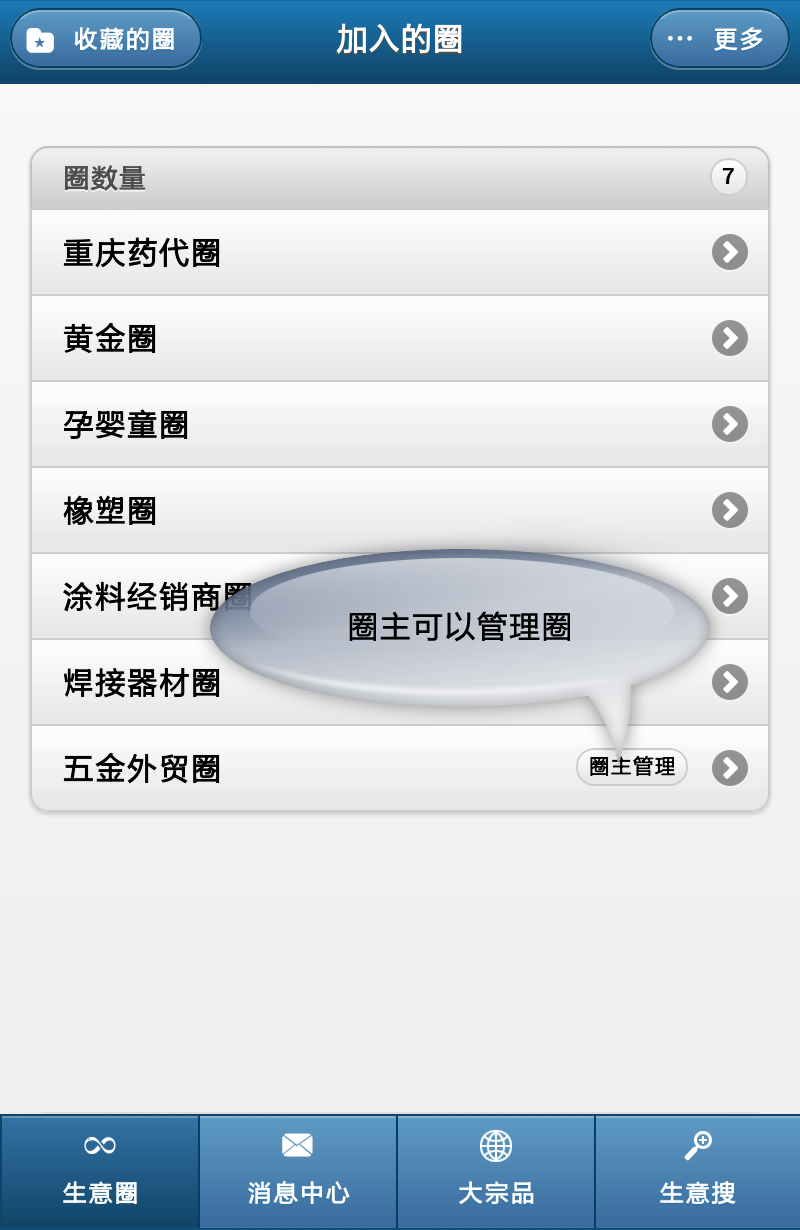 收藏的圈
加入的圈
更多
圈数量
7
重庆药代圈
黄金圈
孕婴童圈
橡塑圈
涂料经销商圈
圈主可以管理圈
焊接器材圈
五金外贸圈
圈主管理
生意圈
消息中心
大宗品
生意搜